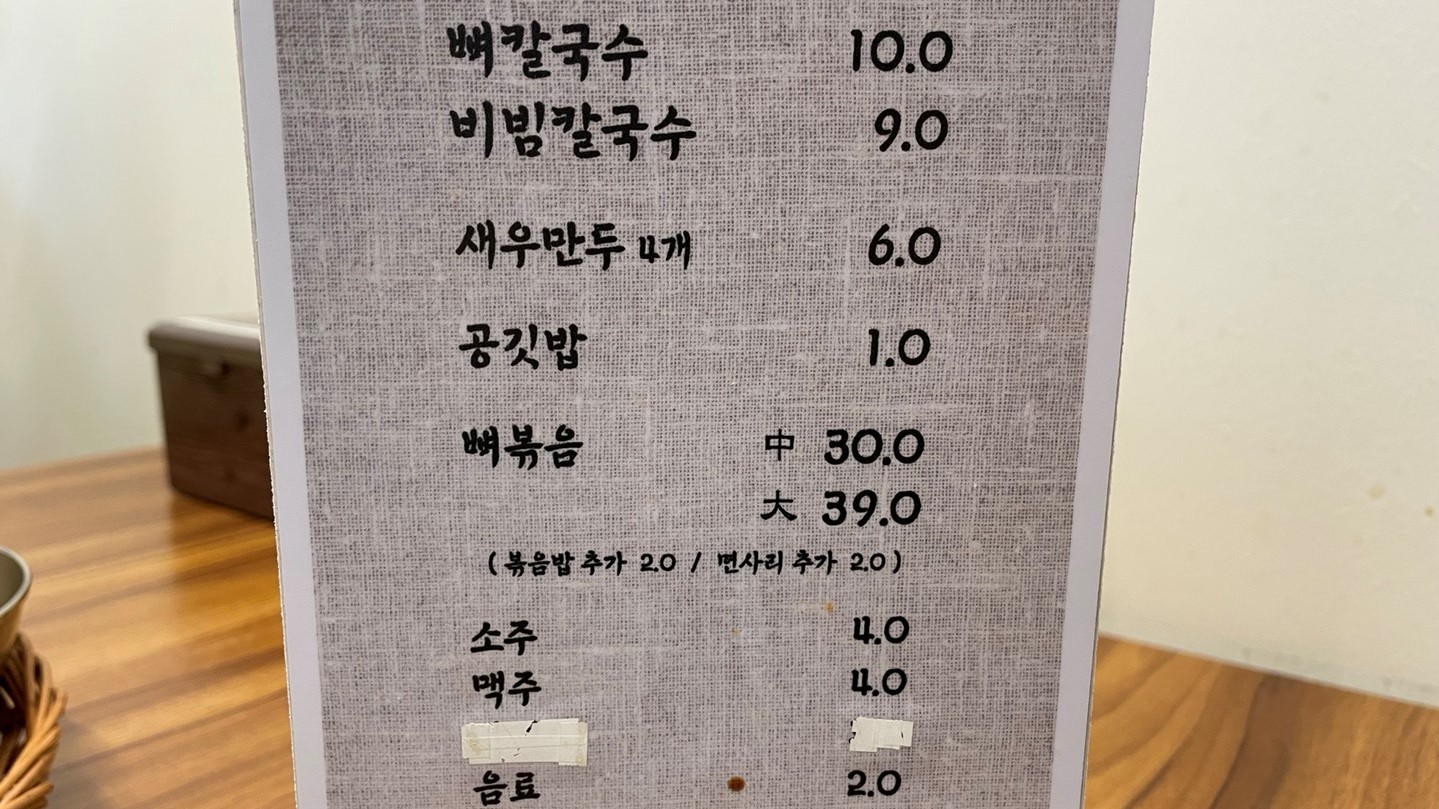 뼈칼국수 10.0
비빔칼국수 9.0
새우만두 4개 6.0
공깃밥 1.0
뼈볶음 中 30.0
大 39.0
( 볶음밥 추가 2.0 / 면사리 추가 2.0 )
소주 4.0
맥주 4.0
음료 2.0